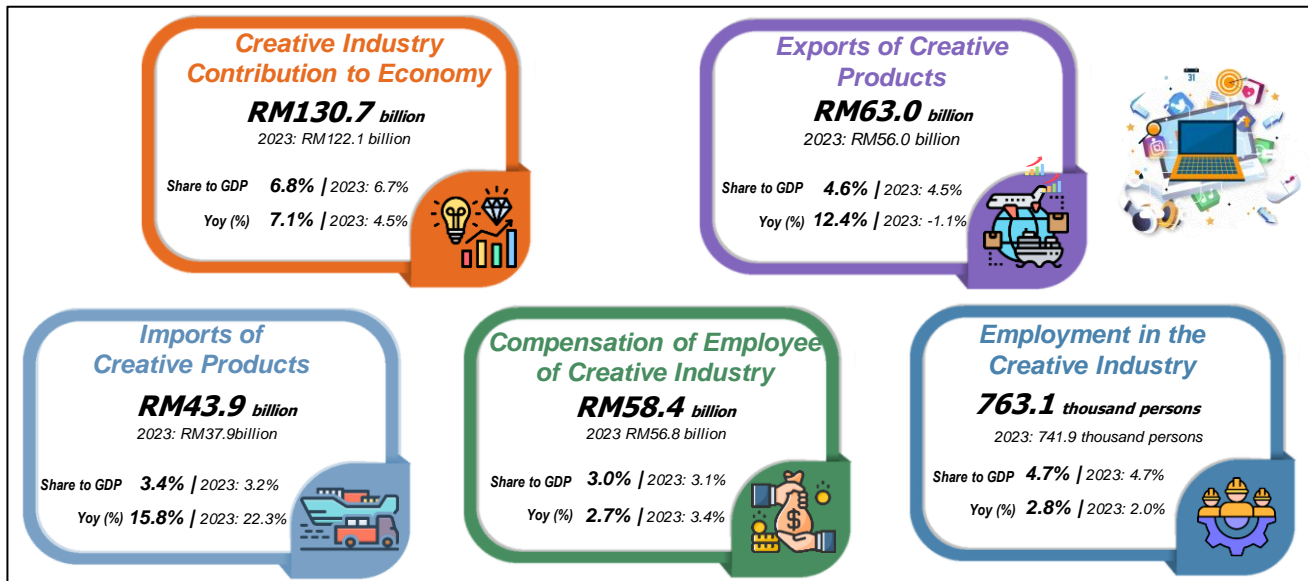 Creative Industry
Contribution to Economy
RM130.7 billion
2023: RM122.1 billion
Share to GDP 6.8% | 2023: 6.7%
Yoy (%) 7.1% | 2023: 4.5%
Exports of Creative
Products
RM63.0 billion
2023: RM56.0 billion
Share to GDP 4.6% | 2023: 4.5%
Yoy (%) 12.4% | 2023: -1.1%
31
Imports of
Creative Products
RM43.9 billion
2023: RM37.9billion
Share to GDP 3.4% | 2023: 3.2%
Yoy (%) 15.8% | 2023: 22.3%
Compensation of Employee
of Creative Industry
RM58.4 billion
2023 RM56.8 billion
Share to GDP 3.0% | 2023: 3.1%
Yoy (%) 2.7% | 2023: 3.4%
$
Employment in the
Creative Industry
763.1 thousand persons
2023: 741.9 thousand persons
Share to GDP 4.7% | 2023: 4.7%
Yoy (%) 2.8% | 2023: 2.0%